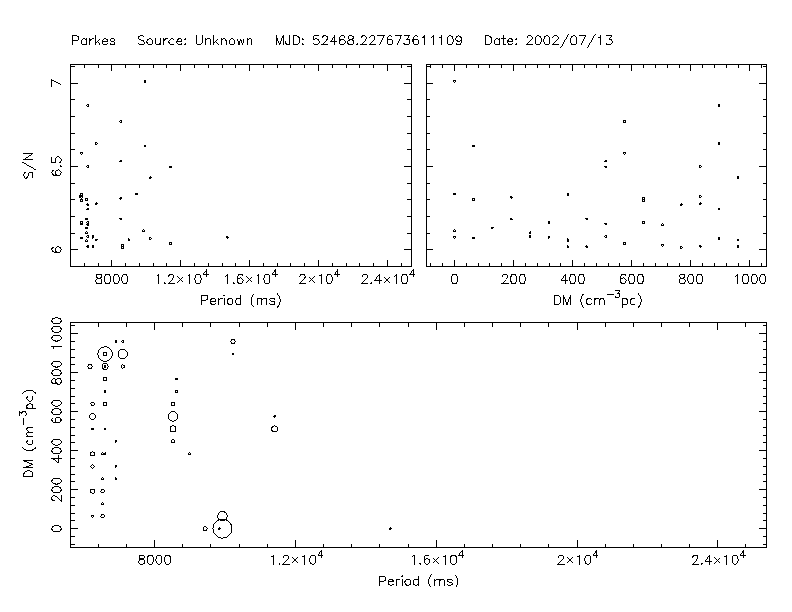 Parkes Source: Unknown MJD: 52468.227673611109 Date: 2002/07/13
S/N
7
6.5
6
8000 1.2×10^4 1.6×10^4 2×10^4 2.4×10^4
Period (ms)
0 200 400 600 800 1000
DM (cm^-3pc)
DM (cm^-3pc)
1000
800
600
400
200
0
8000 1.2×10^4 1.6×10^4 2×10^4 2.4×10^4
Period (ms)